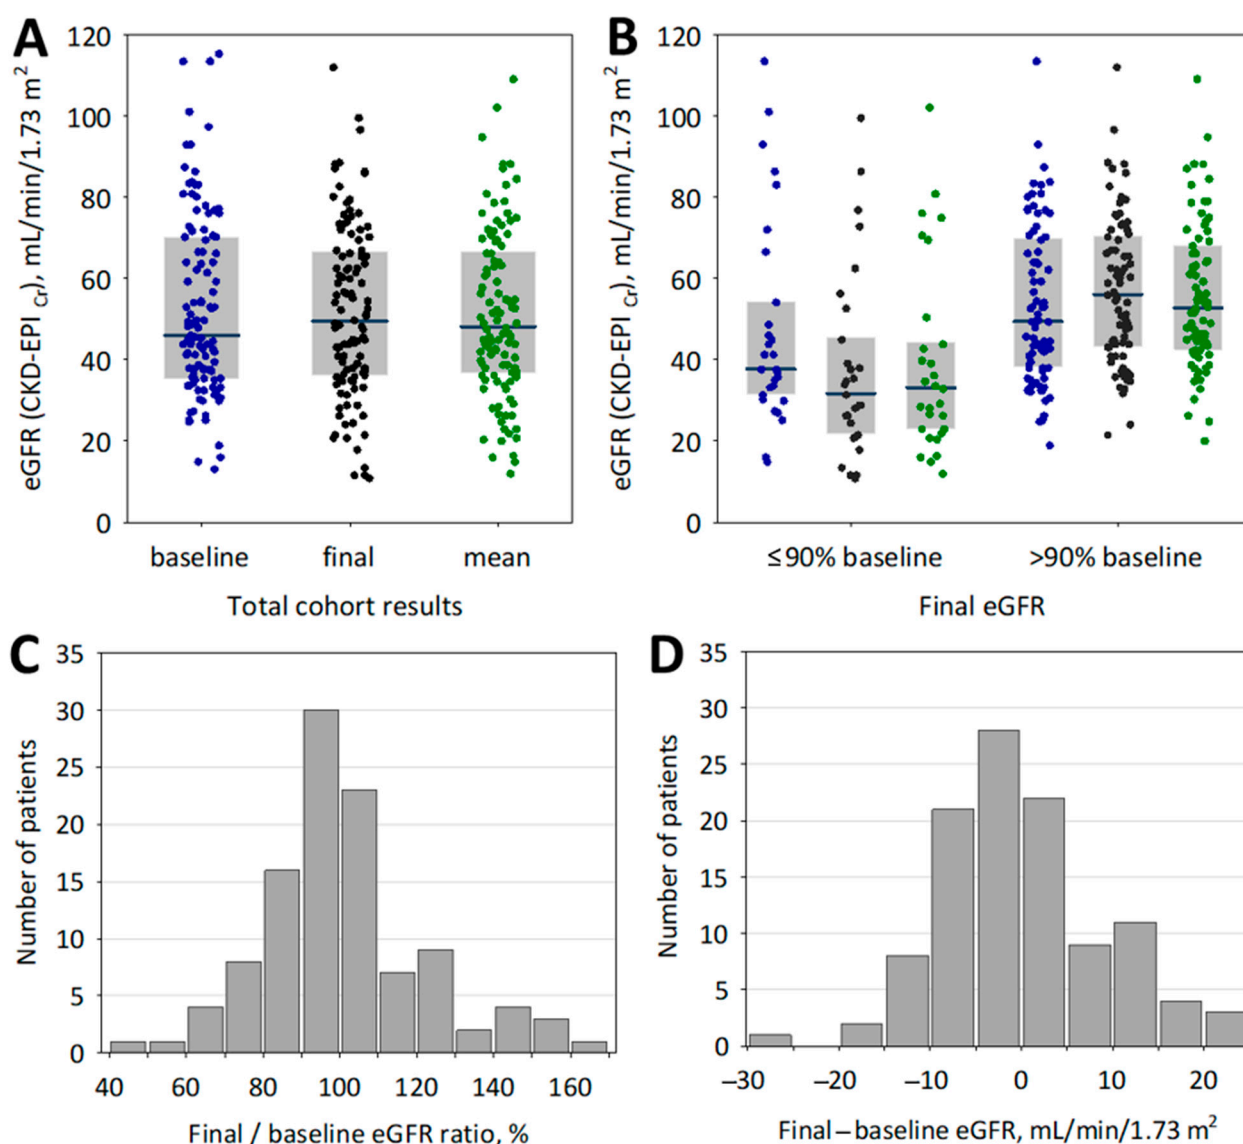 A
B
eGFR (CKD-EPI Cr), mL/min/1.73 m2
120
100
80
60
40
20
0
baseline final mean
Total cohort results
eGFR (CKD-EPI Cr), mL/min/1.73 m2
120
100
80
60
40
20
0
≤90% baseline >90% baseline
Final eGFR
C
D
Number of patients
35
30
25
20
15
10
5
0
40 60 80 100 120 140 160
Final / baseline eGFR ratio, %
Number of patients
35
30
25
20
15
10
5
0
−30 −20 −10 0 10 20
Final−baseline eGFR, mL/min/1.73 m2